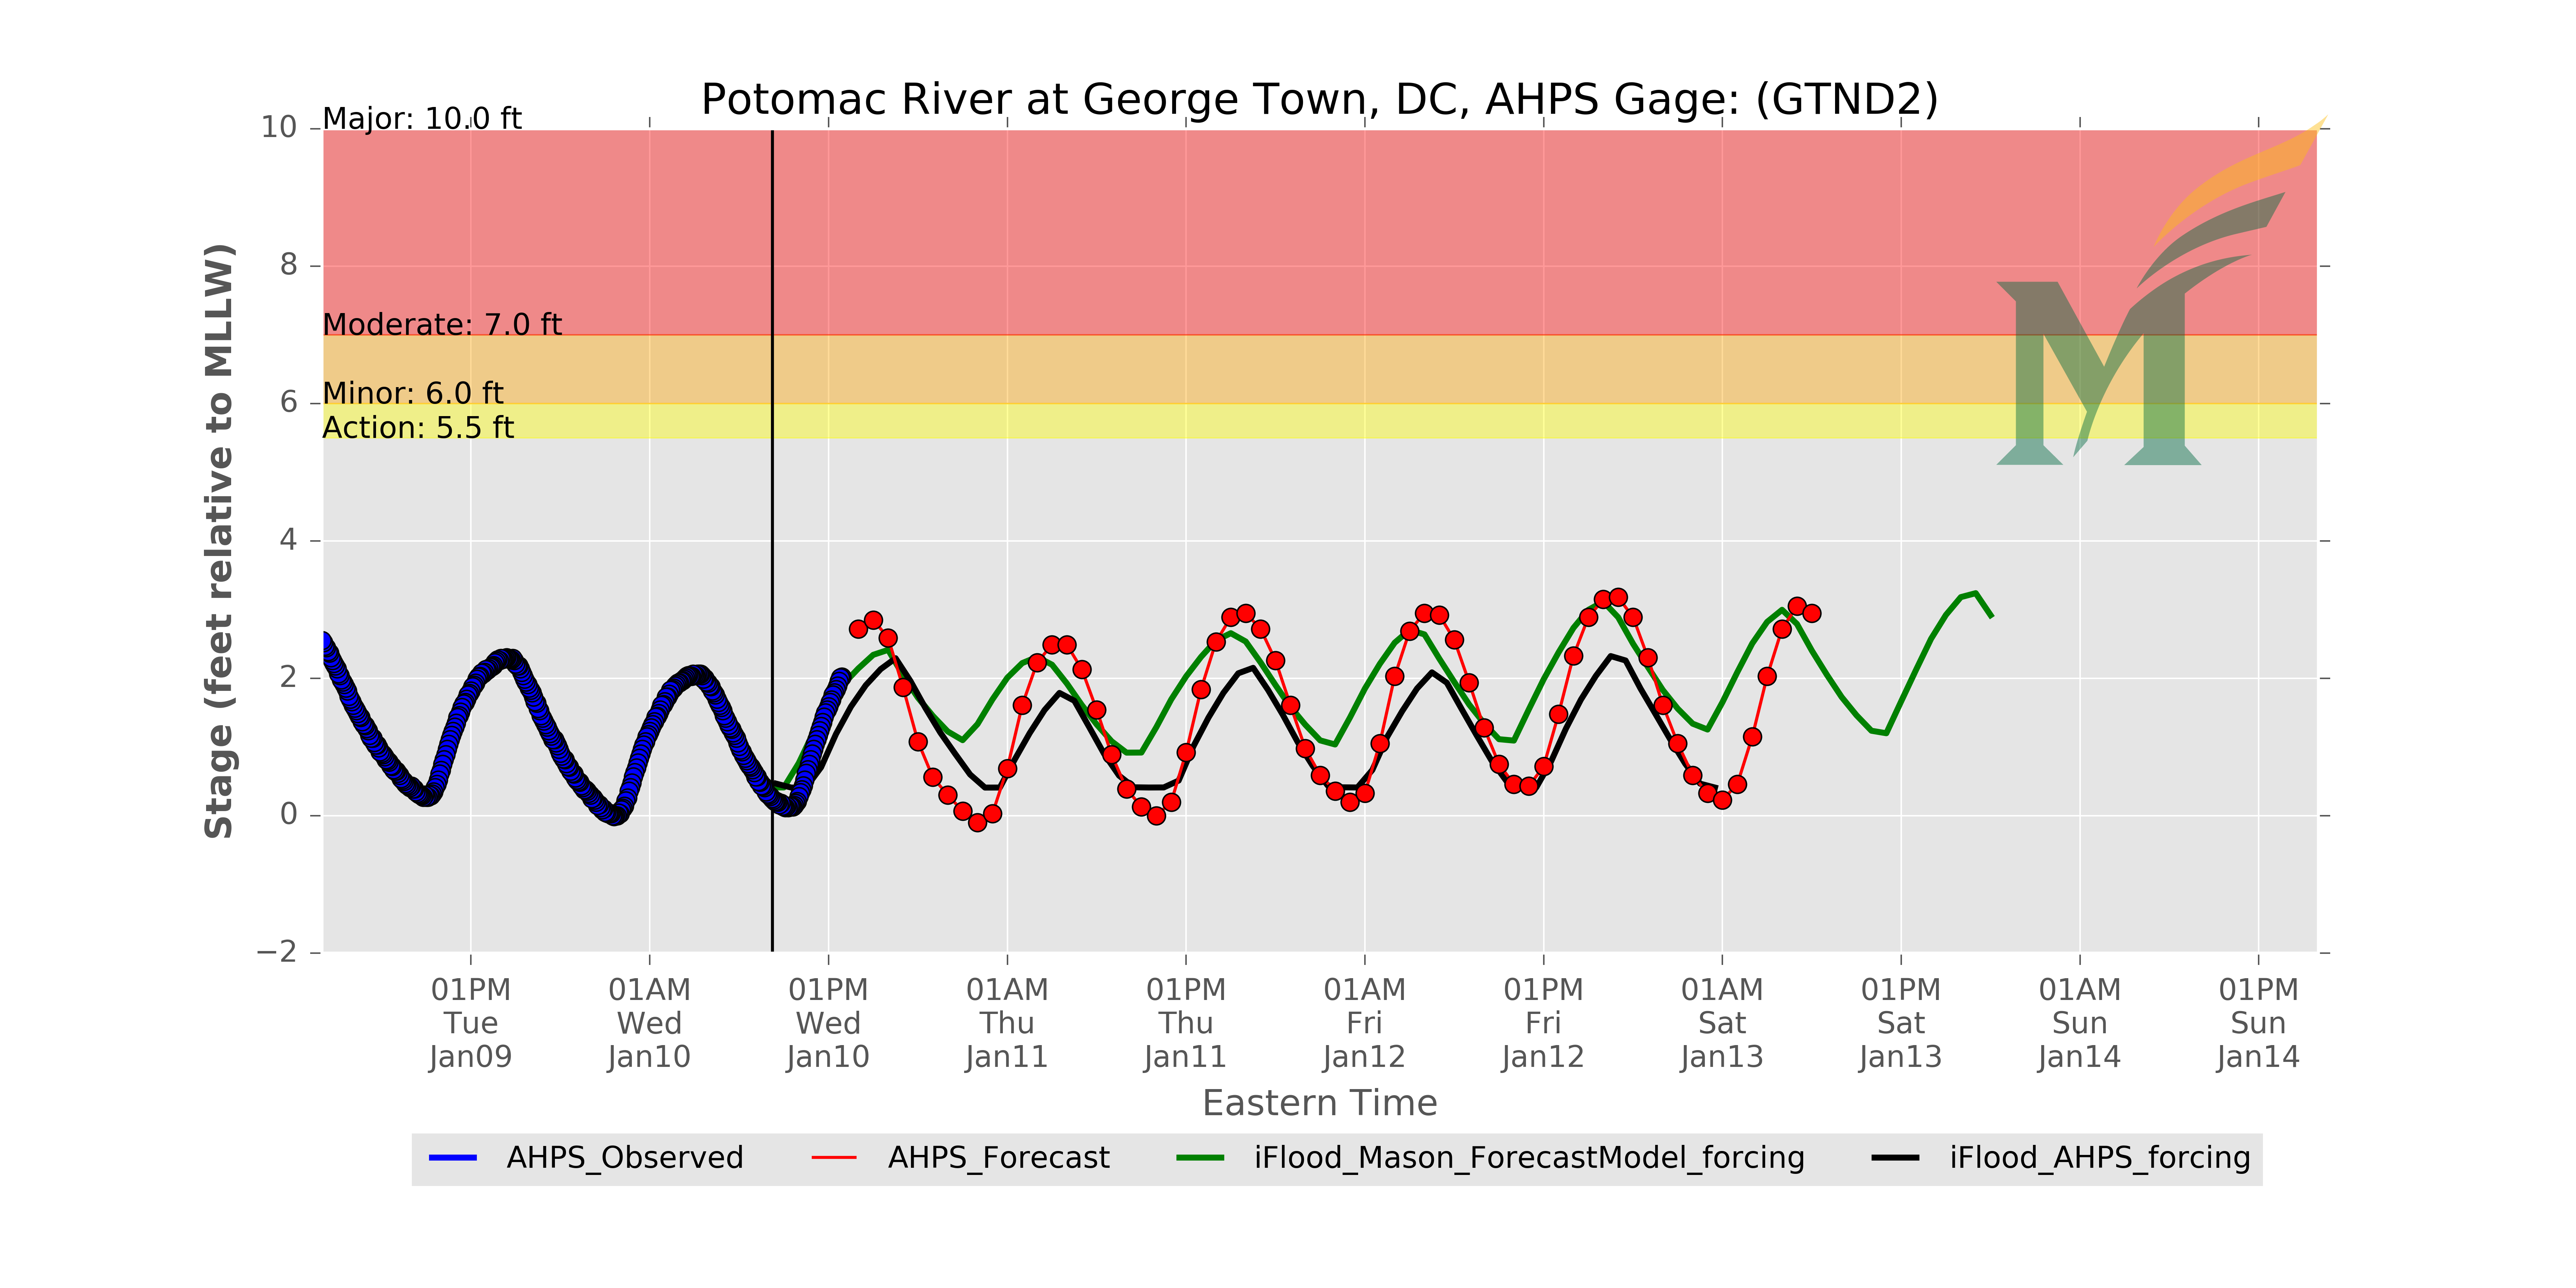 Potomac River at George Town, DC, AHPS Gage: (GTND2)
Major: 10.0 ft
Moderate: 7.0 ft
Minor: 6.0 ft
Action: 5.5 ft
10
8
6
4
2
0
−2
Stage (feet relative to MLLW)
01PM Tue Jan09
01AM Wed Jan10
01PM Wed Jan10
01AM Thu Jan11
01PM Thu Jan11
01AM Fri Jan12
01PM Fri Jan12
01AM Sat Jan13
01PM Sat Jan13
01AM Sun Jan14
01PM Sun Jan14
Eastern Time
AHPS_Observed
AHPS_Forecast
iFlood_Mason_ForecastModel_forcing
iFlood_AHPS_forcing
M